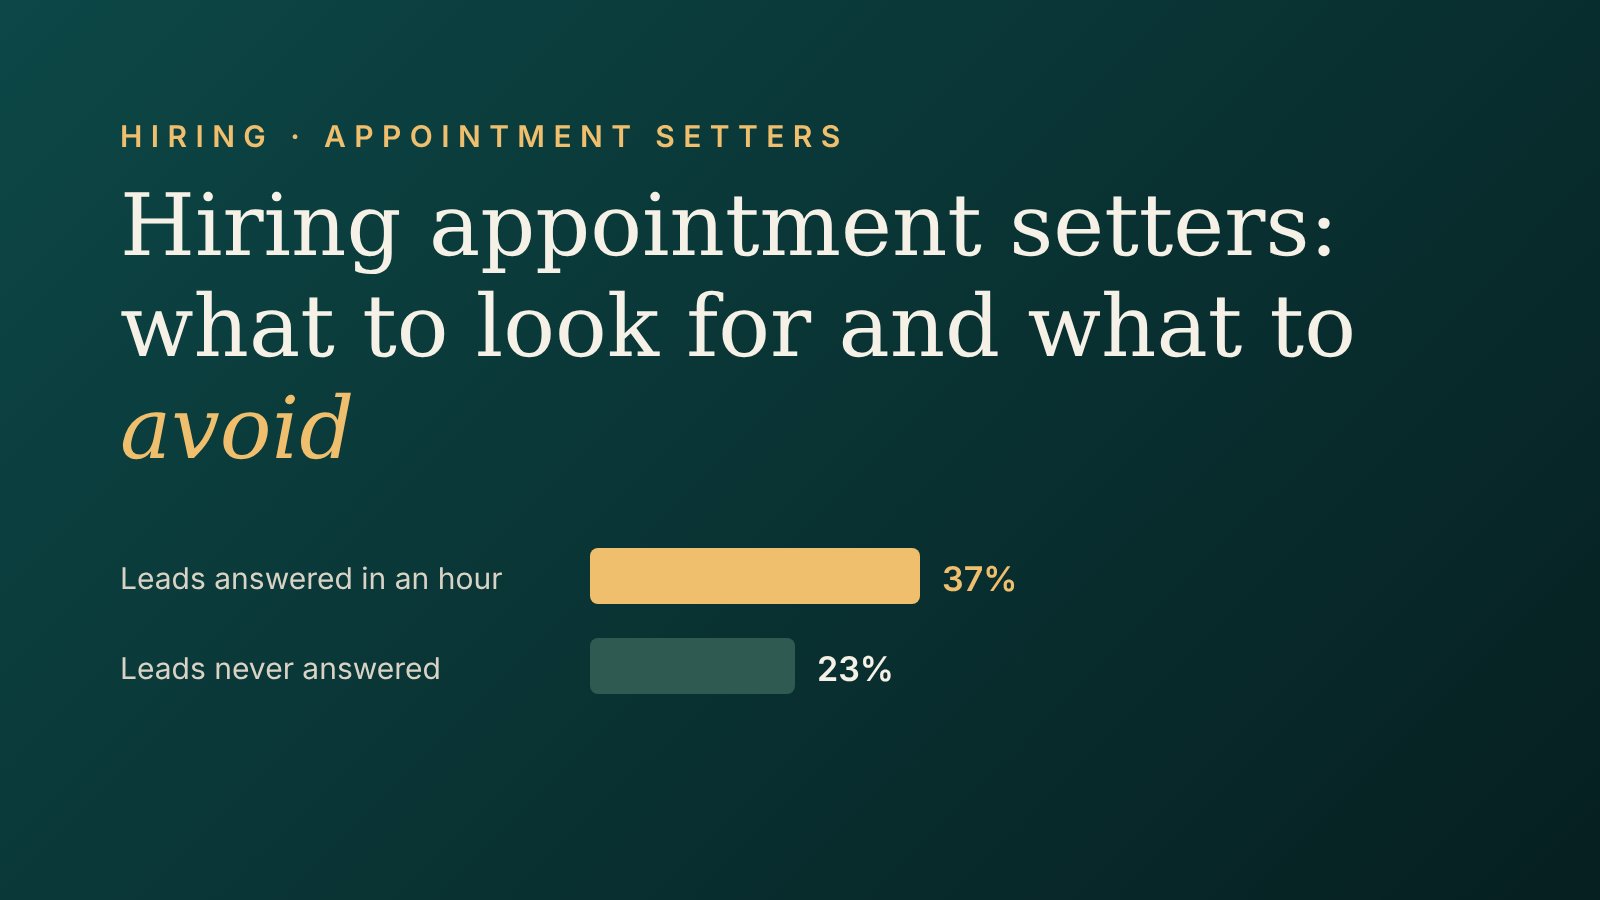 HIRING · APPOINTMENT SETTERS
Hiring appointment setters:
what to look for and what to
avoid
Leads answered in an hour 37%
Leads never answered 23%